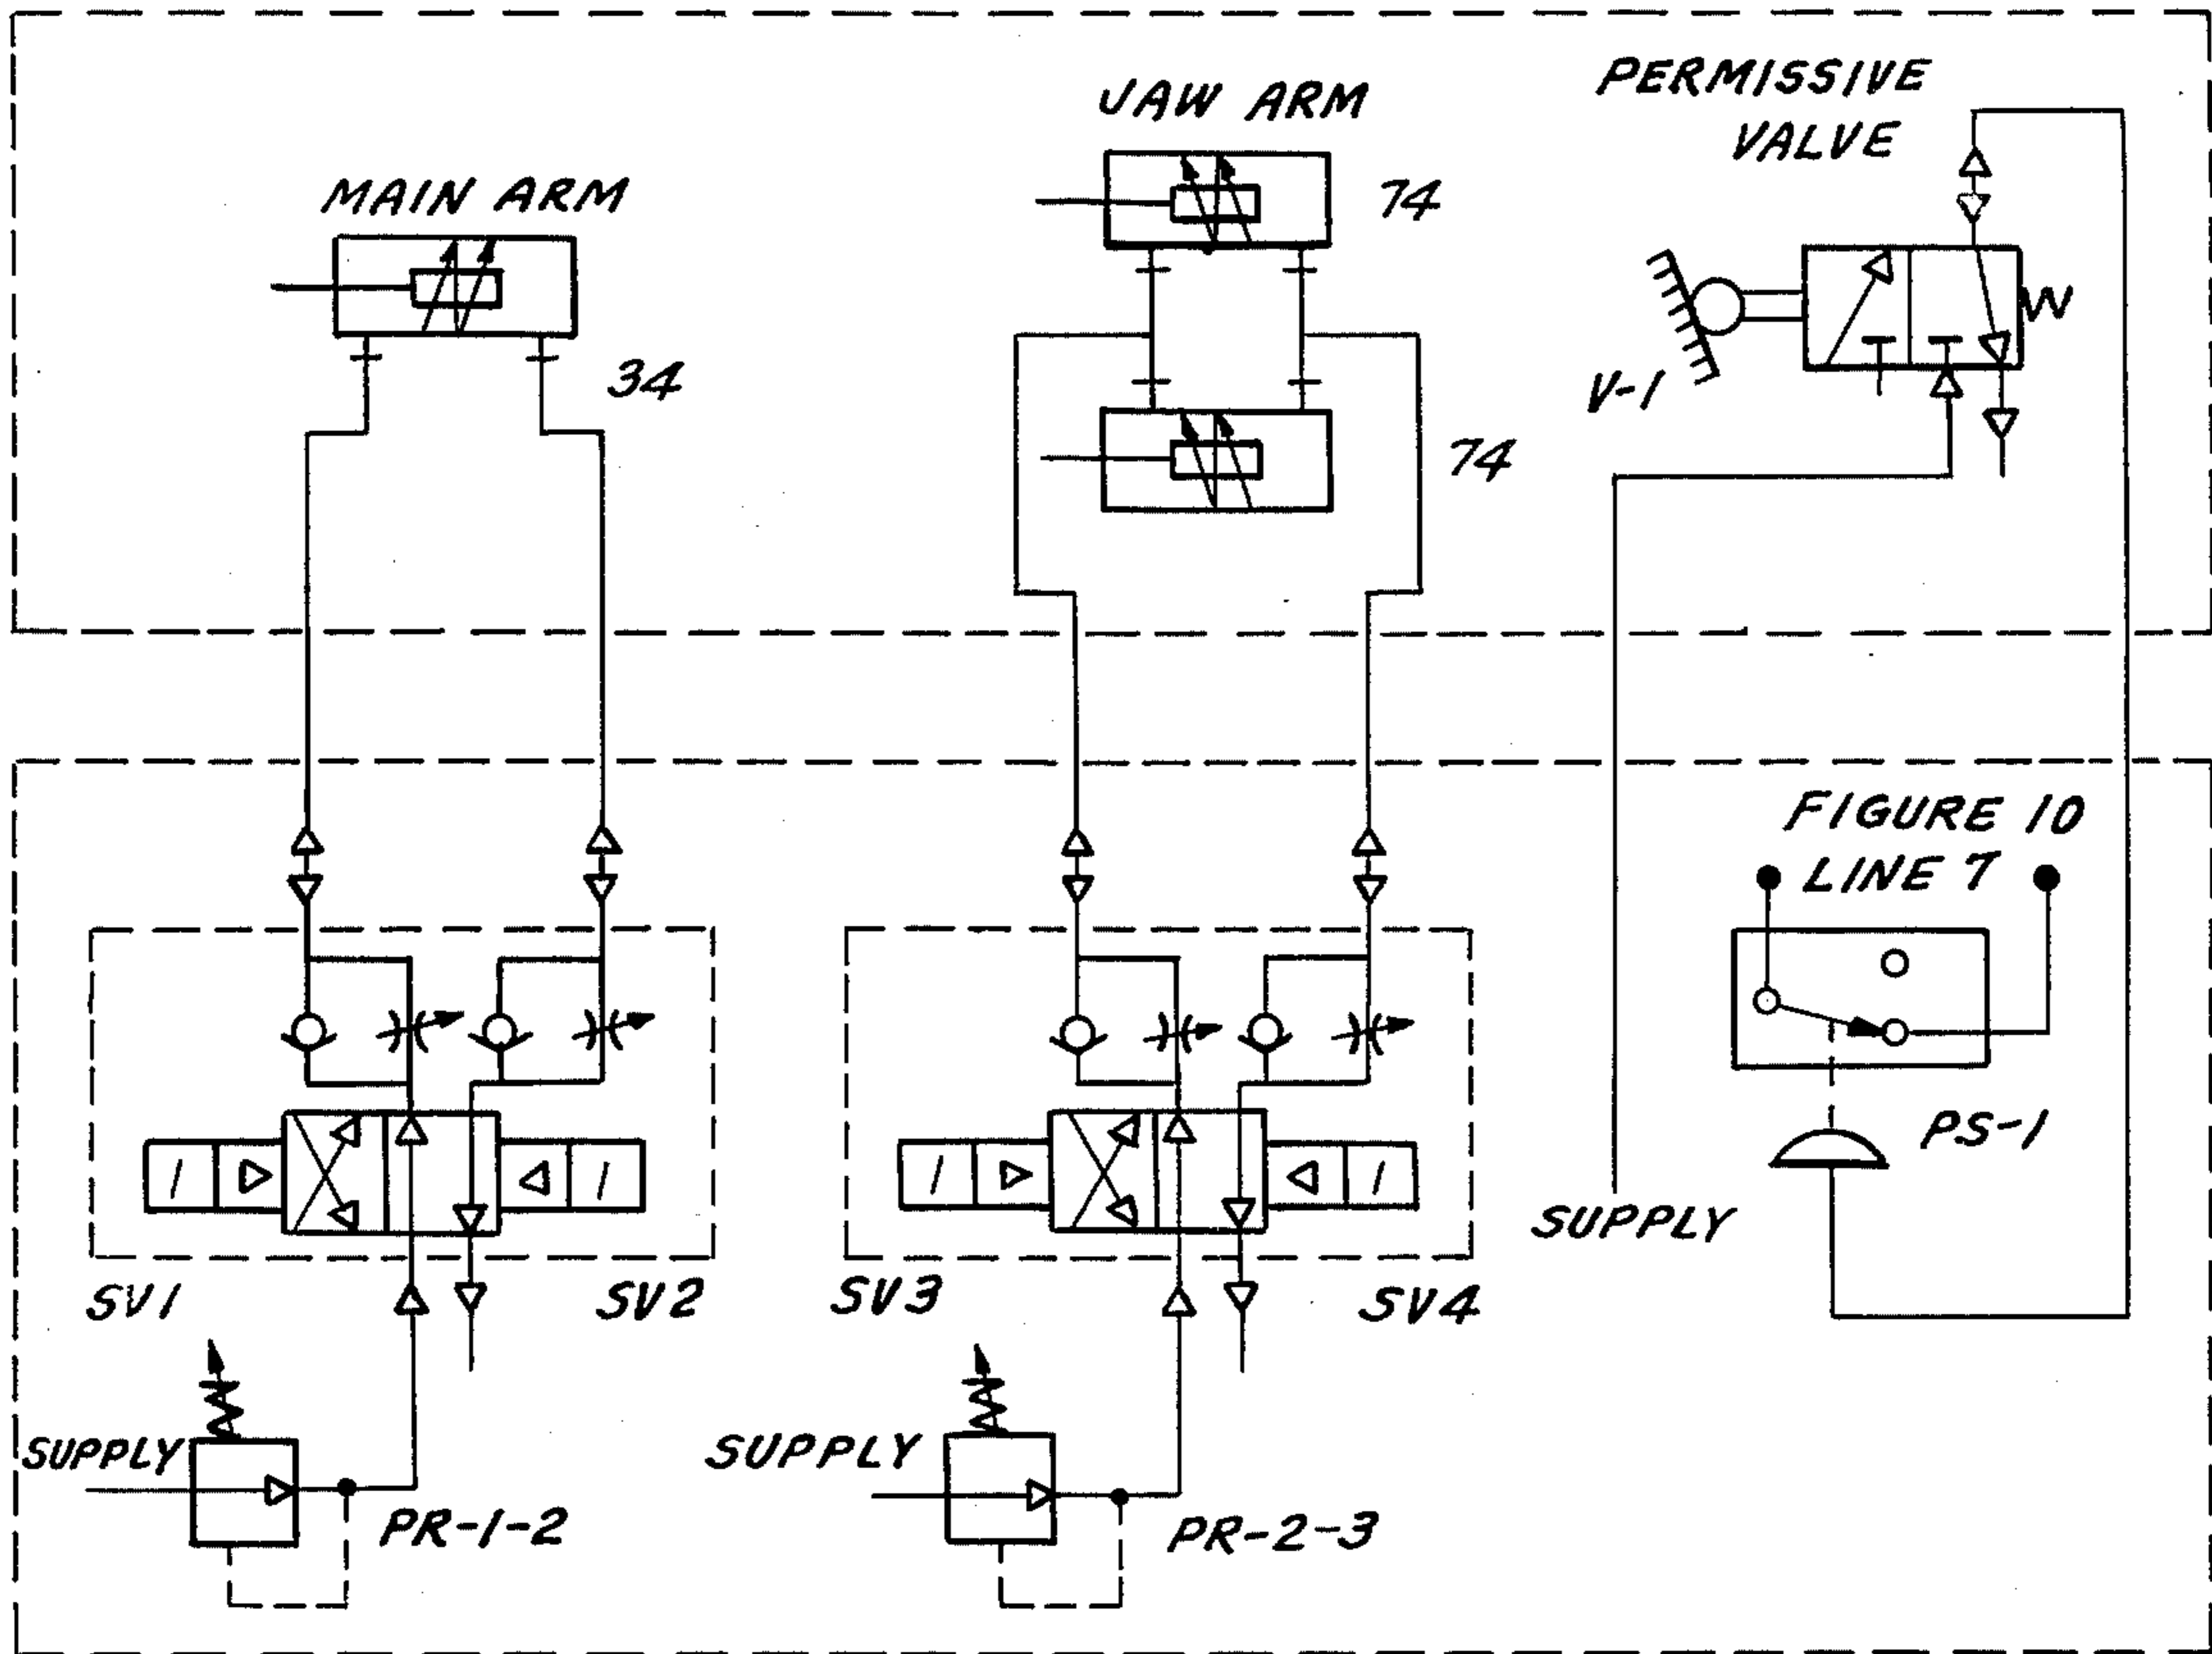 PERMISSIVE
VALVE
JAW ARM
74
MAIN ARM
34
V-1
74
FIGURE 10
LINE 7
PS-1
SUPPLY
SV1
SV2
SV3
SV4
SUPPLY
PR-1-2
SUPPLY
PR-2-3